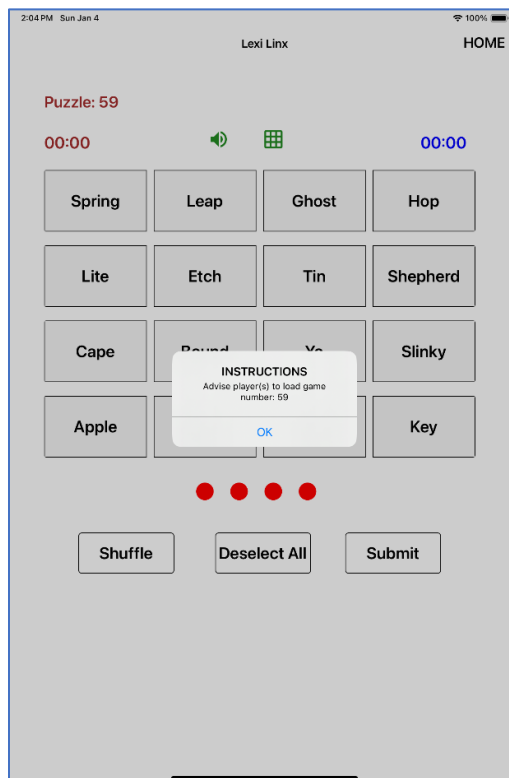 2:04 PM Sun Jan 4 100%
Lexi Linx HOME
Puzzle: 59
00:00 00:00
Spring Leap Ghost Hop
Lite Etch Tin Shepherd
Cape Slinky
INSTRUCTIONS
Advise player(s) to load game
number: 59
OK
Apple Key
Shuffle Deselect All Submit